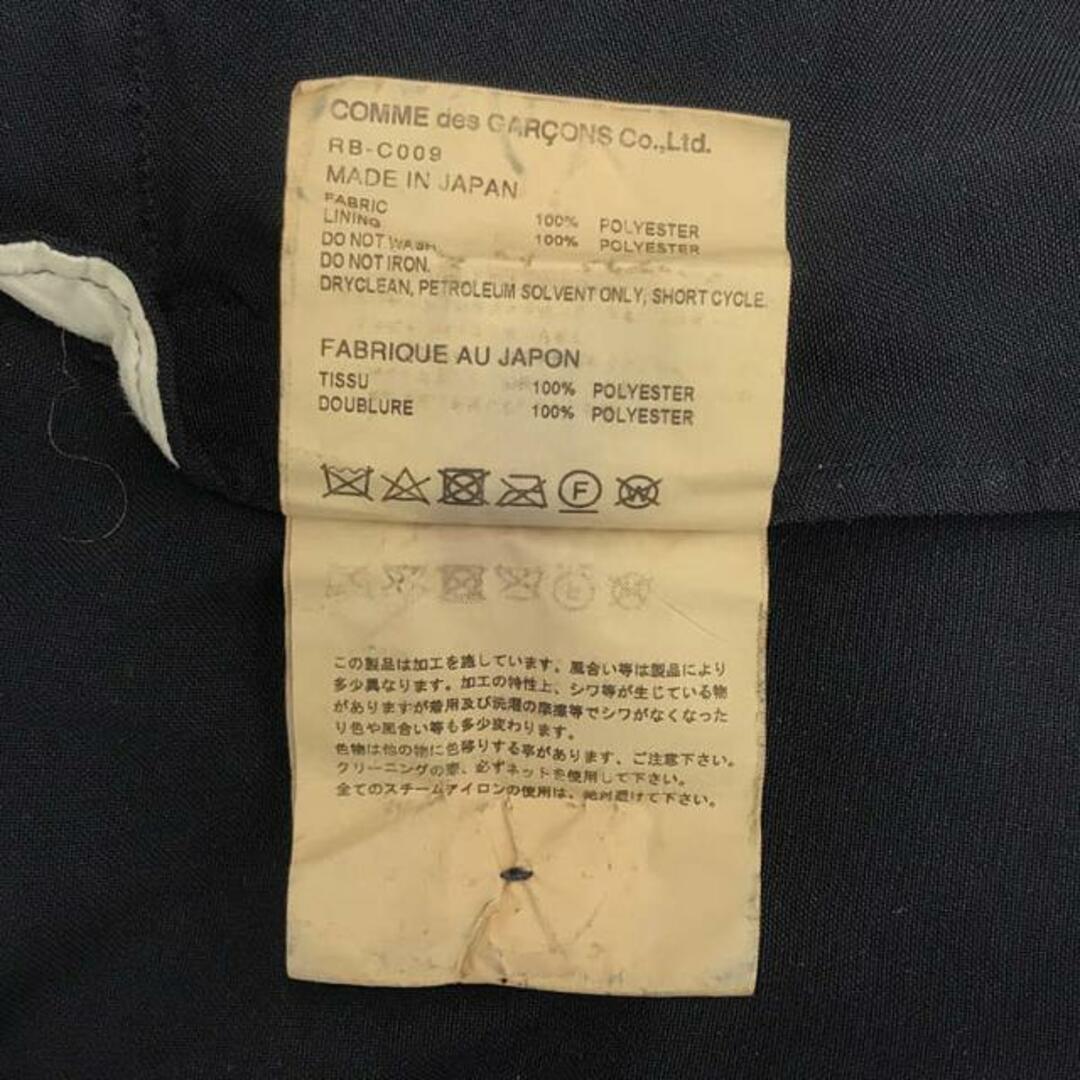 COMME des GARÇONS Co.,Ltd.
RB-C009
MADE IN JAPAN
FABRIC 100% POLYESTER
LINING 100% POLYESTER
DO NOT WASH.
DO NOT IRON.
DRYCLEAN, PETROLEUM SOLVENT ONLY, SHORT CYCLE.
FABRIQUE AU JAPON
TISSU 100% POLYESTER
DOUBLURE 100% POLYESTER
F W
この製品は加工を施しています。風合い等は製品により
多少異なります。加工の特性上、シワ等が生じている物
がありますが着用及び洗濯の摩擦等でシワがなくなった
り色や風合い等も多少変わります。
色物は他の物に色移りする事があります、ご注意下さい。
クリーニングの際、必ずネットを使用して下さい。
全てのスチームアイロンの使用は、絶対避けて下さい。